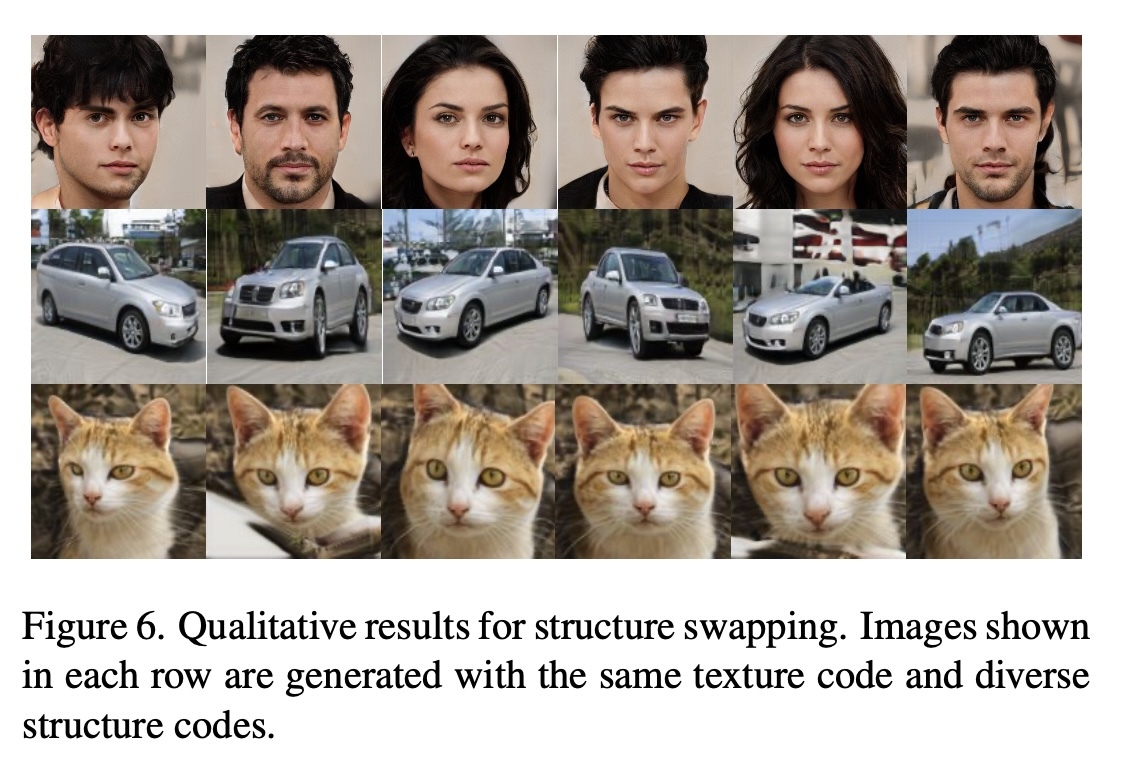 Figure 6. Qualitative results for structure swapping. Images shown
in each row are generated with the same texture code and diverse
structure codes.